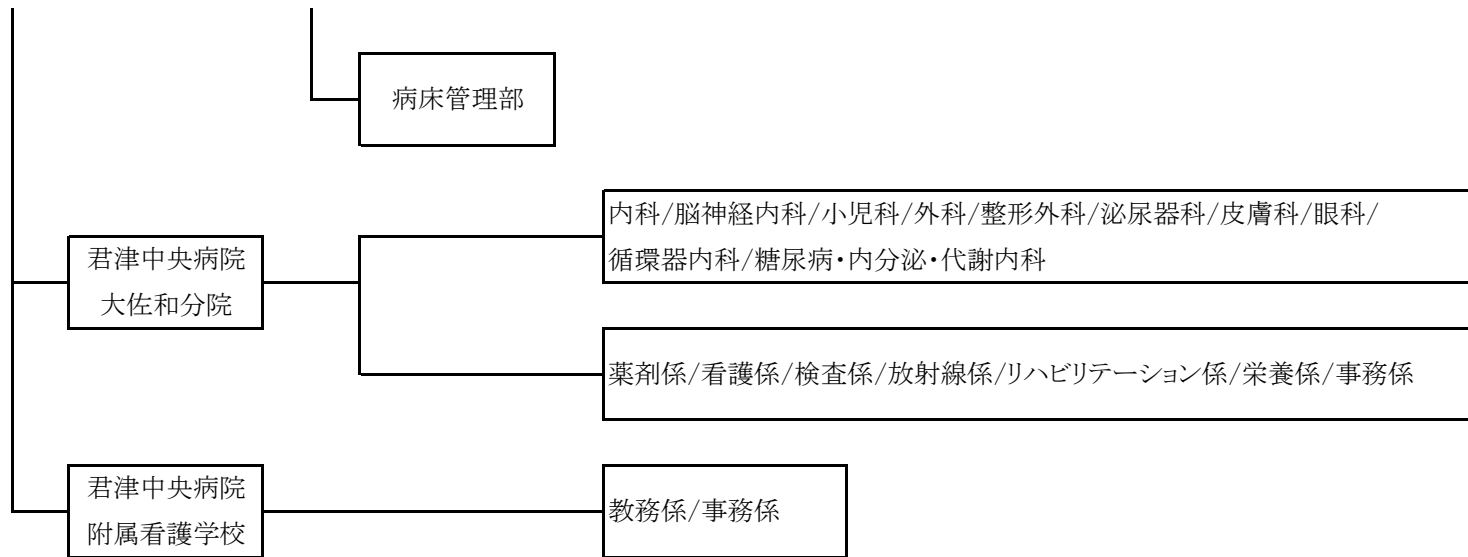 病床管理部
内科/脳神経内科/小児科/外科/整形外科/泌尿器科/皮膚科/眼科/
循環器内科/糖尿病・内分泌・代謝内科
君津中央病院
大佐和分院
薬剤係/看護係/検査係/放射線係/リハビリテーション係/栄養係/事務係
君津中央病院
附属看護学校
教務係/事務係